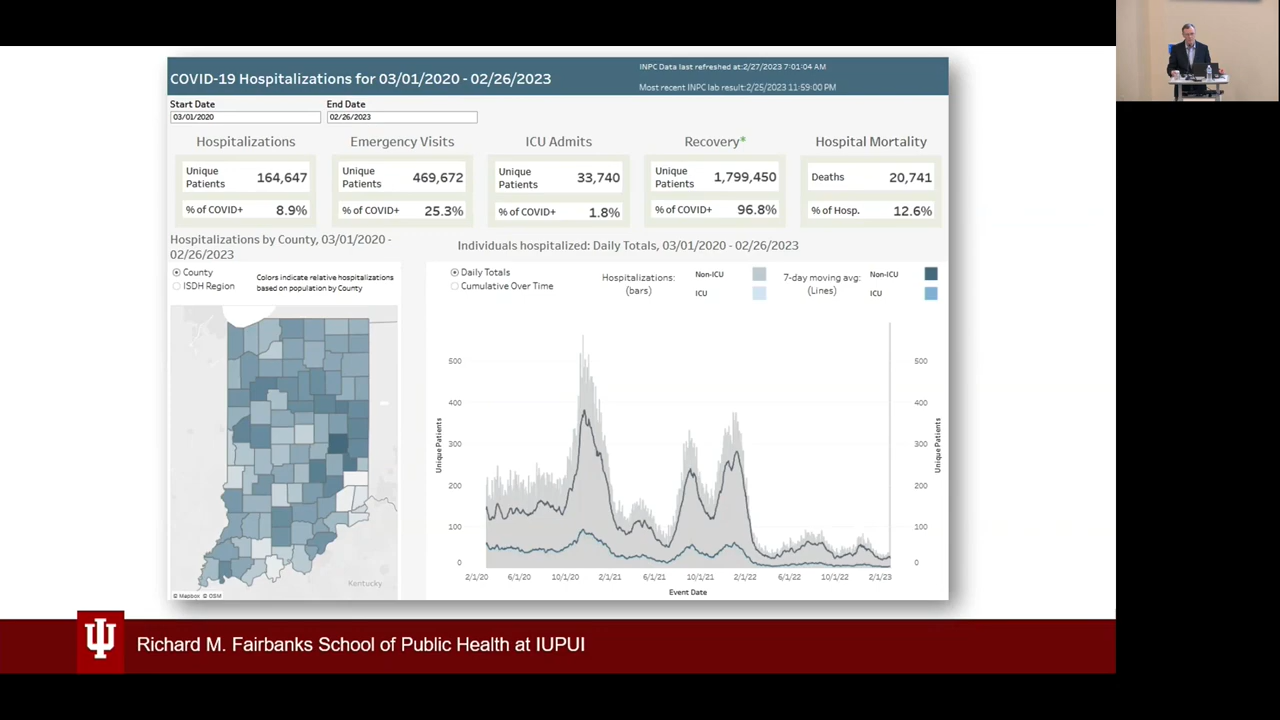 COVID-19 Hospitalizations for 03/01/2020 - 02/26/2023
INPC Data last refreshed at:2/27/2023 7:01:04 AM
Most recent INPC lab result:2/25/2023 11:59:00 PM
Start Date
End Date
03/01/2020
02/26/2023
Hospitalizations
Unique Patients 164,647
% of COVID+ 8.9%
Emergency Visits
Unique Patients 469,672
% of COVID+ 25.3%
ICU Admits
Unique Patients 33,740
% of COVID+ 1.8%
Recovery*
Unique Patients 1,799,450
% of COVID+ 96.8%
Hospital Mortality
Deaths 20,741
% of Hosp. 12.6%
Hospitalizations by County, 03/01/2020 -
02/26/2023
County
ISDH Region
Colors indicate relative hospitalizations
based on population by County
Kentucky
© Mapbox © OSM
Individuals hospitalized: Daily Totals, 03/01/2020 - 02/26/2023
Daily Totals
Cumulative Over Time
Hospitalizations:
(bars)
Non-ICU
ICU
7-day moving avg:
(Lines)
Non-ICU
ICU
Unique Patients
500
400
300
200
100
0
500
400
300
200
100
0
Unique Patients
2/1/20 6/1/20 10/1/20 2/1/21 6/1/21 10/1/21 2/1/22 6/1/22 10/1/22 2/1/23
Event Date
Richard M. Fairbanks School of Public Health at IUPUI